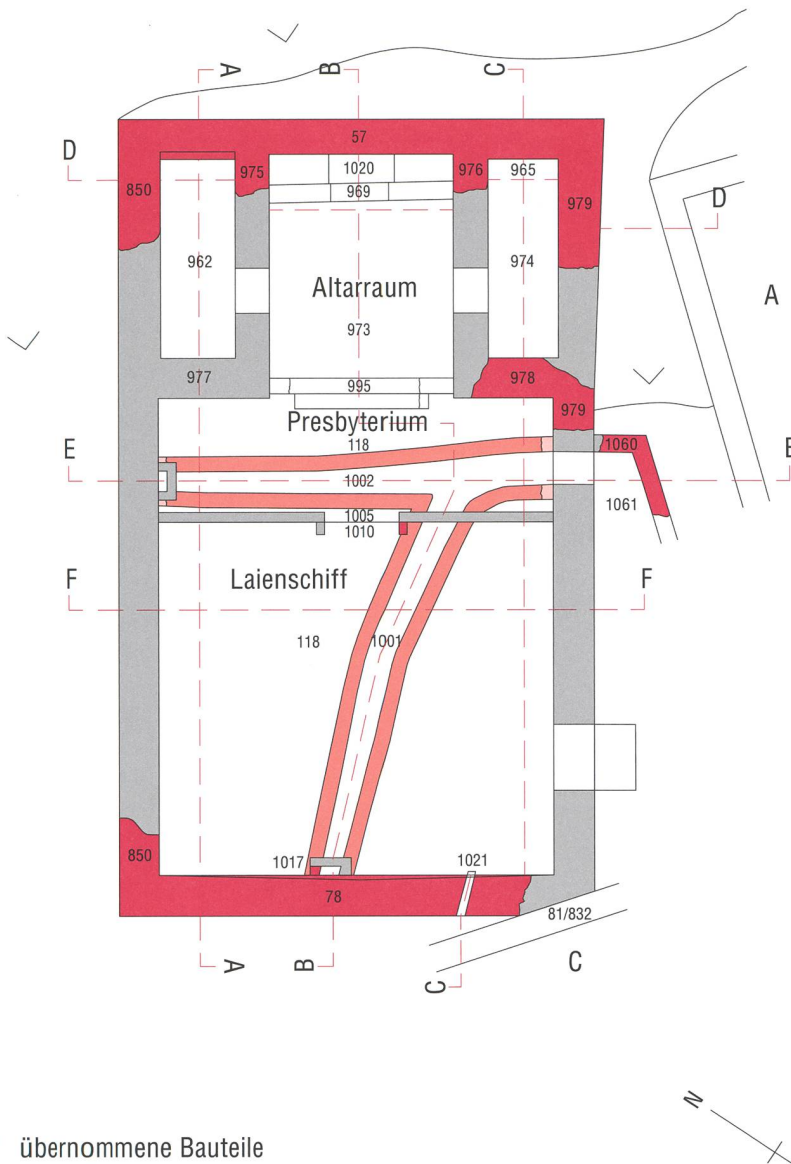 A B C
D 57
850 975 1020 976 965
969 979 D
962 974
Altarraum A
973
977 995 978
Presbyterium 979
118 1060
E 1002 E
1005 1061
1010
F Laienschiff F
118 1001
850 1017 1021
78 81/832
C
A B C
N
übernommene Bauteile